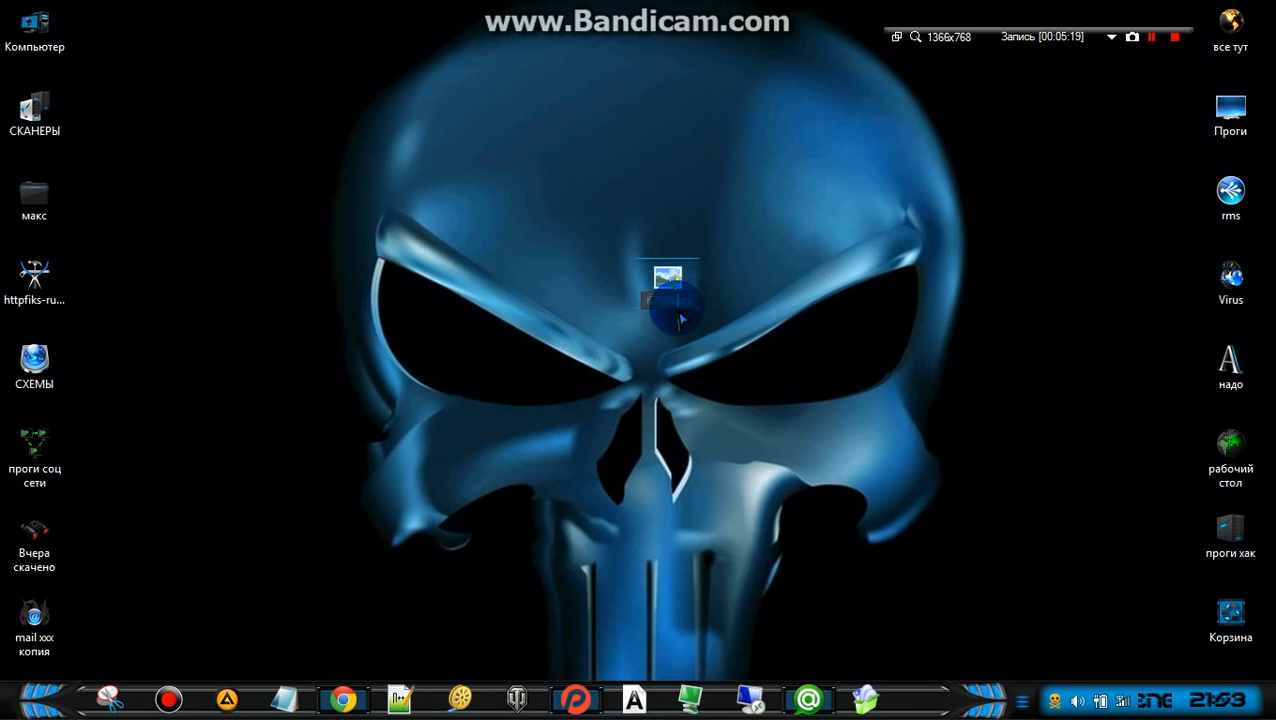 www.Bandicam.com
1366x768 Запись [00:05:19]
Компьютер
СКАНЕРЫ
макс
httpfiks-ru...
СХЕМЫ
проги соц
сети
Вчера
скачено
mail xxx
копия
все тут
Проги
rms
Virus
надо
рабочий
стол
проги хак
Корзина
21:53